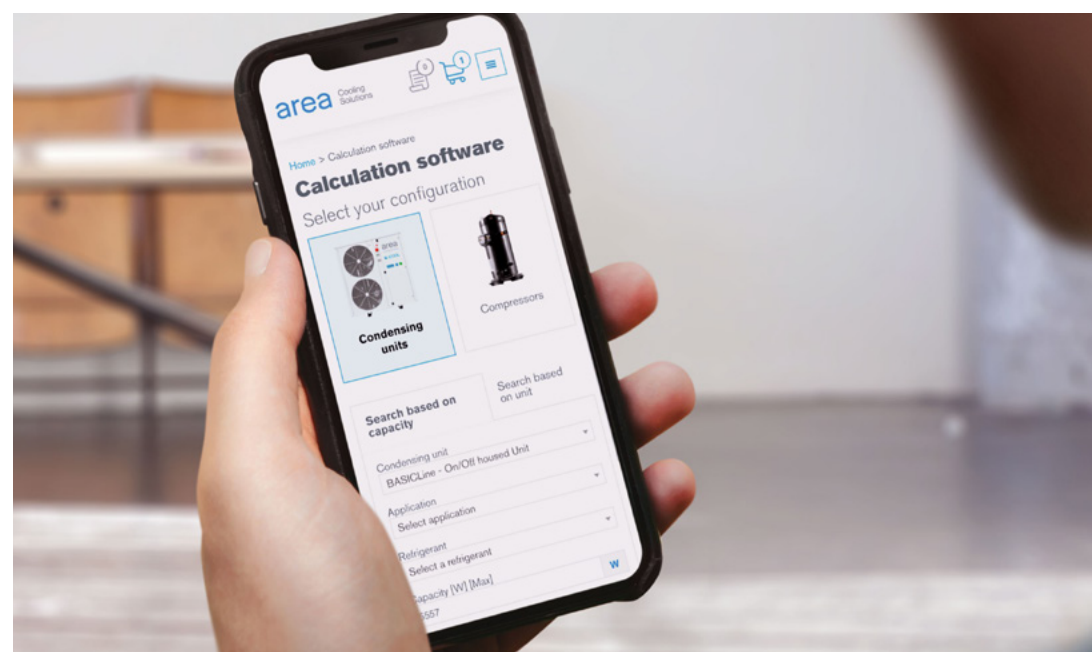 area Cooling
Solutions
0
1
Home > Calculation software
Calculation software
Select your configuration
area
Condensing
units
Compressors
Search based on
capacity
Search based
on unit
Condensing unit
BASICLine - On/Off housed Unit
Application
Select application
Refrigerant
Select a refrigerant
Capacity [W] [Max]
W